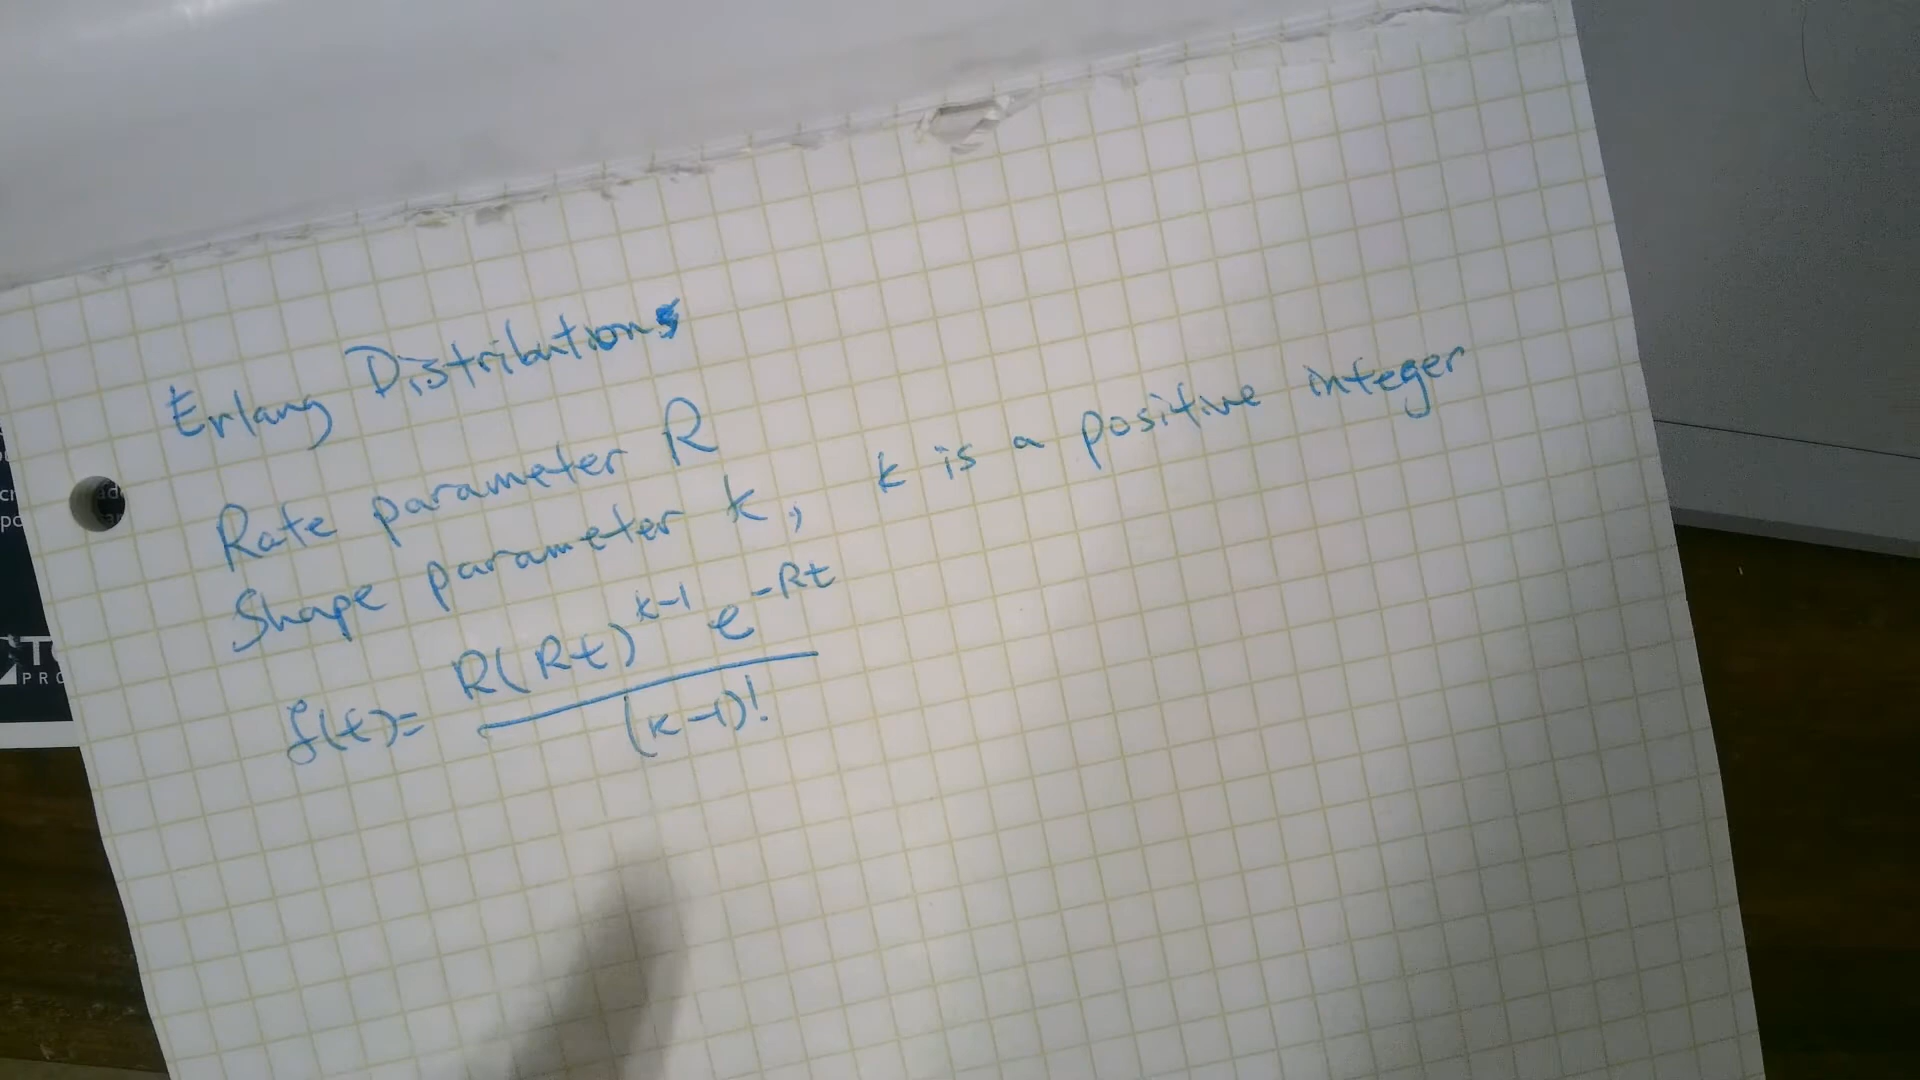 Erlang Distributions
Rate parameter R
Shape parameter k, k is a positive integer
f(t)= R(Rt)^{k-1} e^{-Rt} / (k-1)!